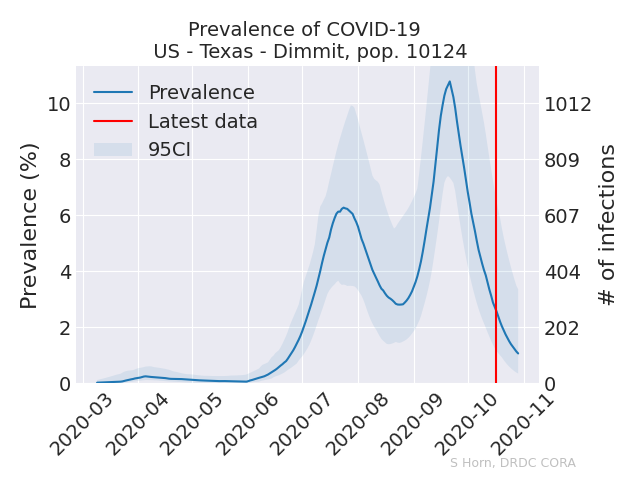 Prevalence of COVID-19
US - Texas - Dimmit, pop. 10124
Prevalence
Latest data
95CI
Prevalence (%)
10
8
6
4
2
0
1012
809
607
404
202
0
# of infections
2020-03
2020-04
2020-05
2020-06
2020-07
2020-08
2020-09
2020-10
2020-11
S Horn, DRDC CORA